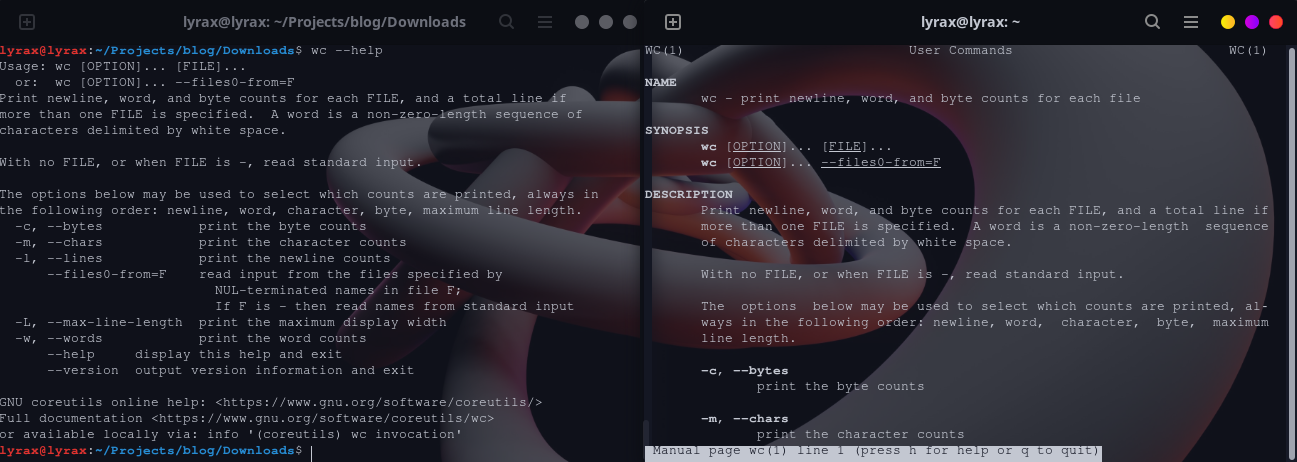 lyrax@lyrax: ~/Projects/blog/Downloads
lyrax@lyrax:~/Projects/blog/Downloads$ wc --help
Usage: wc [OPTION]... [FILE]...
  or:  wc [OPTION]... --files0-from=F
Print newline, word, and byte counts for each FILE, and a total line if
more than one FILE is specified.  A word is a non-zero-length sequence of
characters delimited by white space.

With no FILE, or when FILE is -, read standard input.

The options below may be used to select which counts are printed, always in
the following order: newline, word, character, byte, maximum line length.
  -c, --bytes            print the byte counts
  -m, --chars            print the character counts
  -l, --lines            print the newline counts
      --files0-from=F    read input from the files specified by
                           NUL-terminated names in file F;
                           If F is - then read names from standard input
  -L, --max-line-length  print the maximum display width
  -w, --words            print the word counts
      --help     display this help and exit
      --version  output version information and exit

GNU coreutils online help: <https://www.gnu.org/software/coreutils/>
Full documentation <https://www.gnu.org/software/coreutils/wc>
or available locally via: info '(coreutils) wc invocation'
lyrax@lyrax:~/Projects/blog/Downloads$
lyrax@lyrax: ~
WC(1) User Commands WC(1)

NAME
       wc - print newline, word, and byte counts for each file

SYNOPSIS
       wc [OPTION]... [FILE]...
       wc [OPTION]... --files0-from=F

DESCRIPTION
       Print newline, word, and byte counts for each FILE, and a total line if
       more than one FILE is specified.  A word is a non-zero-length  sequence
       of characters delimited by white space.

       With no FILE, or when FILE is -, read standard input.

       The  options  below may be used to select which counts are printed, al-
       ways in the following order: newline, word,  character,  byte,  maximum
       line length.

       -c, --bytes
              print the byte counts

       -m, --chars
              print the character counts
 Manual page wc(1) line 1 (press h for help or q to quit)